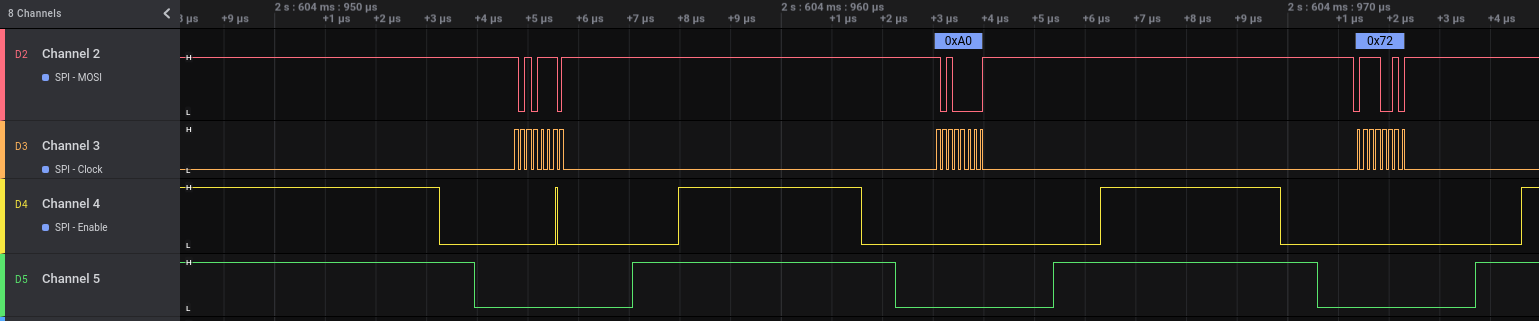 8 Channels
3 µs +9 µs 2 s : 604 ms : 950 µs +1 µs +2 µs +3 µs +4 µs +5 µs +6 µs +7 µs +8 µs +9 µs 2 s : 604 ms : 960 µs +1 µs +2 µs +3 µs +4 µs +5 µs +6 µs +7 µs +8 µs +9 µs 2 s : 604 ms : 970 µs +1 µs +2 µs +3 µs +4 µs
D2 Channel 2
SPI - MOSI
H
L
0xA0 0x72
D3 Channel 3
SPI - Clock
H
L
D4 Channel 4
SPI - Enable
H
L
D5 Channel 5
H
L